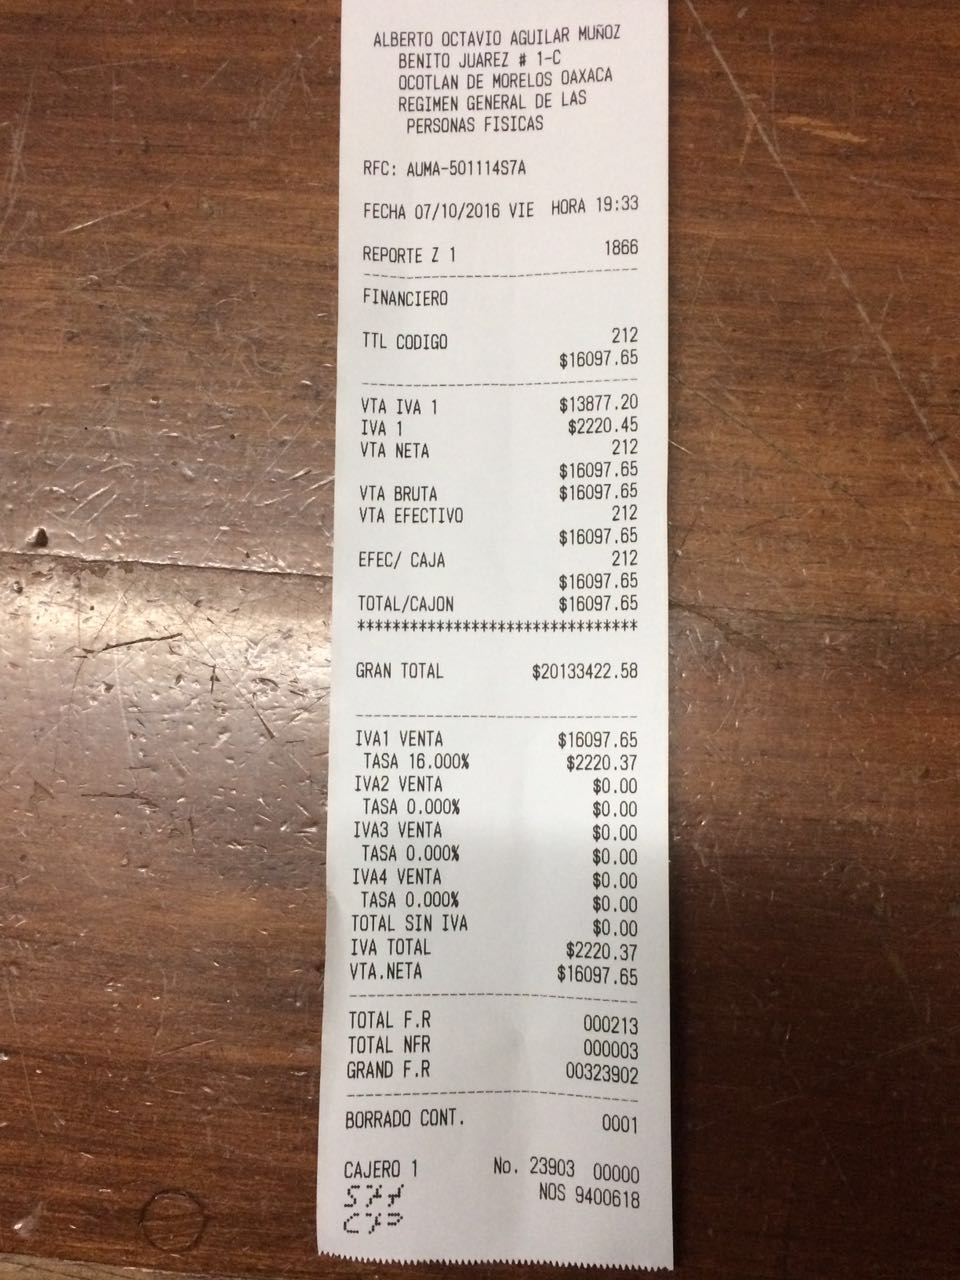 ALBERTO OCTAVIO AGUILAR MUÑOZ
BENITO JUAREZ # 1-C
OCOTLAN DE MORELOS OAXACA
REGIMEN GENERAL DE LAS
PERSONAS FISICAS
RFC: AUMA-501114S7A
FECHA 07/10/2016 VIE HORA 19:33
REPORTE Z 1 1866
FINANCIERO
TTL CODIGO 212
$16097.65
VTA IVA 1 $13877.20
IVA 1 $2220.45
VTA NETA 212
$16097.65
VTA BRUTA $16097.65
VTA EFECTIVO 212
$16097.65
EFEC/ CAJA 212
$16097.65
TOTAL/CAJON $16097.65
********************************
GRAN TOTAL $20133422.58
IVA1 VENTA $16097.65
TASA 16.000% $2220.37
IVA2 VENTA $0.00
TASA 0.000% $0.00
IVA3 VENTA $0.00
TASA 0.000% $0.00
IVA4 VENTA $0.00
TASA 0.000% $0.00
TOTAL SIN IVA $0.00
IVA TOTAL $2220.37
VTA.NETA $16097.65
TOTAL F.R 000213
TOTAL NFR 000003
GRAND F.R 00323902
BORRADO CONT. 0001
CAJERO 1 No. 23903 00000
NOS 9400618